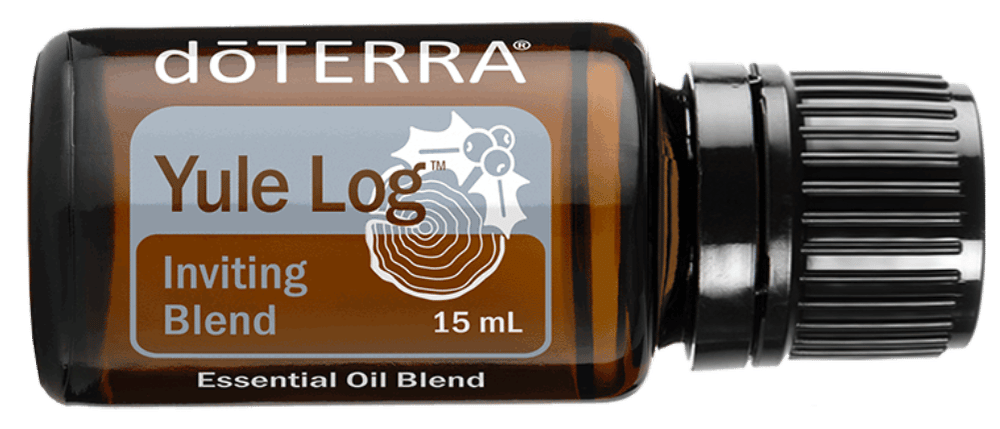 dōTERRA®
Yule Log™
Inviting
Blend
15 mL
Essential Oil Blend